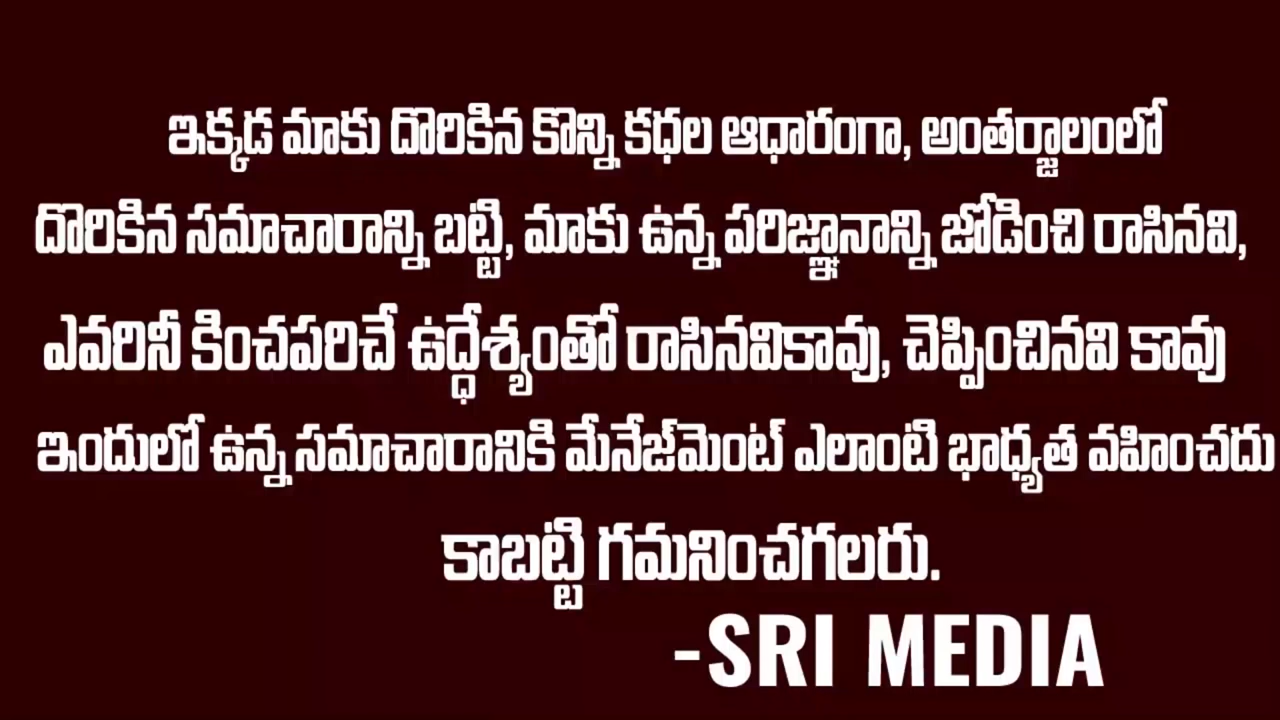 ఇక్కడ మాకు దొరికిన కొన్ని కధల ఆధారంగా, అంతర్జాలంలో
దొరికిన సమాచారాన్ని బట్టి, మాకు ఉన్న పరిజ్ఞానాన్ని జోడించి రాసినవి,
ఎవరినీ కించపరిచే ఉద్ధేశ్యంతో రాసినవికావు, చెప్పించినవి కావు
ఇందులో ఉన్న సమాచారానికి మేనేజ్‌మెంట్ ఎలాంటి భాధ్యత వహించదు
కాబట్టి గమనించగలరు.
-SRI MEDIA